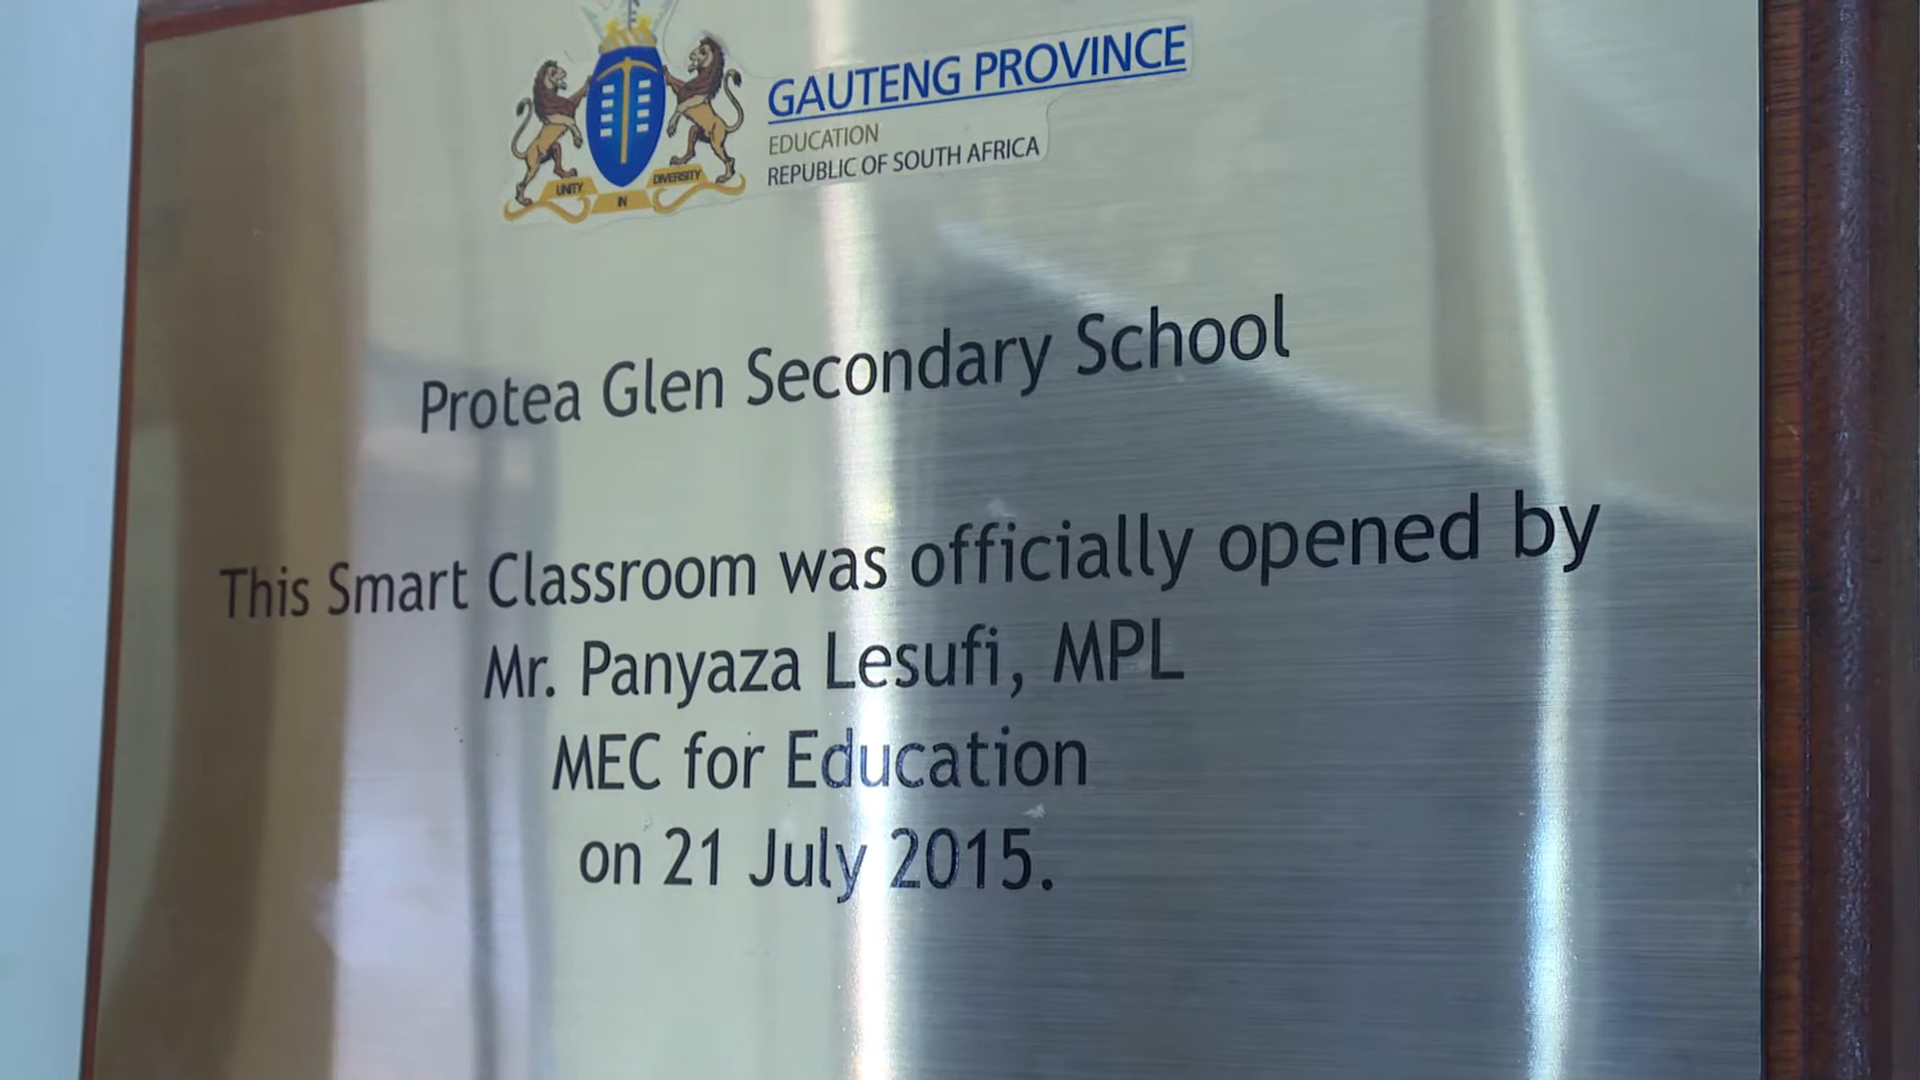 GAUTENG PROVINCE
EDUCATION
REPUBLIC OF SOUTH AFRICA
UNITY IN DIVERSITY
Protea Glen Secondary School
This Smart Classroom was officially opened by
Mr. Panyaza Lesufi, MPL
MEC for Education
on 21 July 2015.